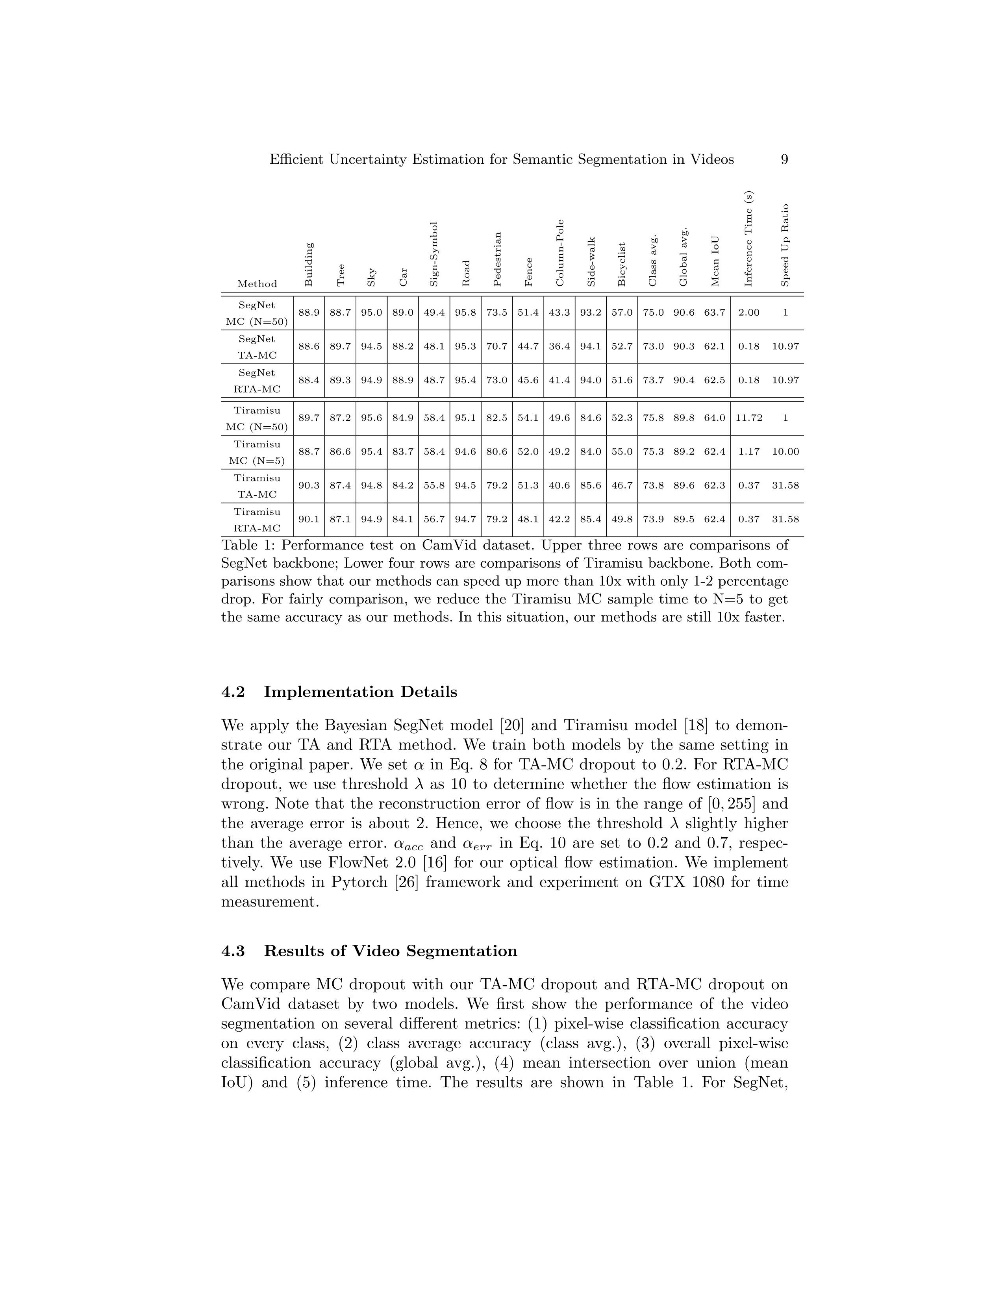 Efficient Uncertainty Estimation for Semantic Segmentation in Videos 9
Method Building Tree Sky Car Sign-Symbol Road Pedestrian Fence Column-Pole Side-walk Bicyclist Class avg. Global avg. Mean IoU Inference Time (s) Speed Up Ratio
SegNet
MC (N=50) 88.9 88.7 95.0 89.0 49.4 95.8 73.5 51.4 43.3 93.2 57.0 75.0 90.6 63.7 2.00 1
SegNet
TA-MC 88.6 89.7 94.5 88.2 48.1 95.3 70.7 44.7 36.4 94.1 52.7 73.0 90.3 62.1 0.18 10.97
SegNet
RTA-MC 88.4 89.3 94.9 88.9 48.7 95.4 73.0 45.6 41.4 94.0 51.6 73.7 90.4 62.5 0.18 10.97
Tiramisu
MC (N=50) 89.7 87.2 95.6 84.9 58.4 95.1 82.5 54.1 49.6 84.6 52.3 75.8 89.8 64.0 11.72 1
Tiramisu
MC (N=5) 88.7 86.6 95.4 83.7 58.4 94.6 80.6 52.0 49.2 84.0 55.0 75.3 89.2 62.4 1.17 10.00
Tiramisu
TA-MC 90.3 87.4 94.8 84.2 55.8 94.5 79.2 51.3 40.6 85.6 46.7 73.8 89.6 62.3 0.37 31.58
Tiramisu
RTA-MC 90.1 87.1 94.9 84.1 56.7 94.7 79.2 48.1 42.2 85.4 49.8 73.9 89.5 62.4 0.37 31.58
Table 1: Performance test on CamVid dataset. Upper three rows are comparisons of
SegNet backbone; Lower four rows are comparisons of Tiramisu backbone. Both com-
parisons show that our methods can speed up more than 10x with only 1-2 percentage
drop. For fairly comparison, we reduce the Tiramisu MC sample time to N=5 to get
the same accuracy as our methods. In this situation, our methods are still 10x faster.
4.2 Implementation Details
We apply the Bayesian SegNet model [20] and Tiramisu model [18] to demon-
strate our TA and RTA method. We train both models by the same setting in
the original paper. We set α in Eq. 8 for TA-MC dropout to 0.2. For RTA-MC
dropout, we use threshold λ as 10 to determine whether the flow estimation is
wrong. Note that the reconstruction error of flow is in the range of [0, 255] and
the average error is about 2. Hence, we choose the threshold λ slightly higher
than the average error. α_acc and α_err in Eq. 10 are set to 0.2 and 0.7, respec-
tively. We use FlowNet 2.0 [16] for our optical flow estimation. We implement
all methods in Pytorch [26] framework and experiment on GTX 1080 for time
measurement.
4.3 Results of Video Segmentation
We compare MC dropout with our TA-MC dropout and RTA-MC dropout on
CamVid dataset by two models. We first show the performance of the video
segmentation on several different metrics: (1) pixel-wise classification accuracy
on every class, (2) class average accuracy (class avg.), (3) overall pixel-wise
classification accuracy (global avg.), (4) mean intersection over union (mean
IoU) and (5) inference time. The results are shown in Table 1. For SegNet,